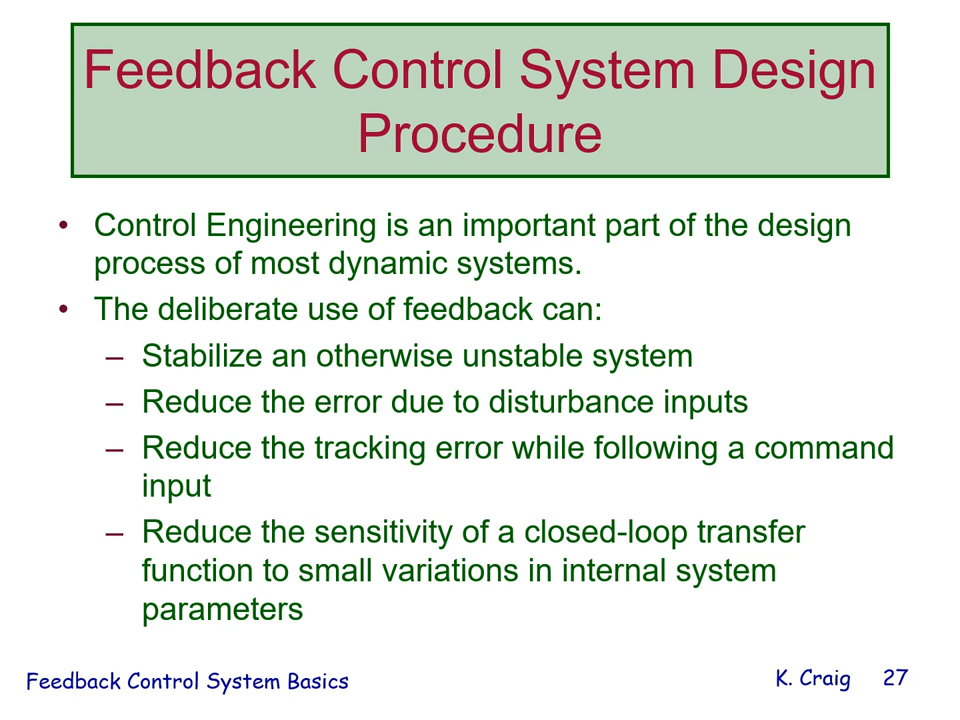 Feedback Control System Design
Procedure
• Control Engineering is an important part of the design
process of most dynamic systems.
• The deliberate use of feedback can:
– Stabilize an otherwise unstable system
– Reduce the error due to disturbance inputs
– Reduce the tracking error while following a command
input
– Reduce the sensitivity of a closed-loop transfer
function to small variations in internal system
parameters
Feedback Control System Basics
K. Craig 27